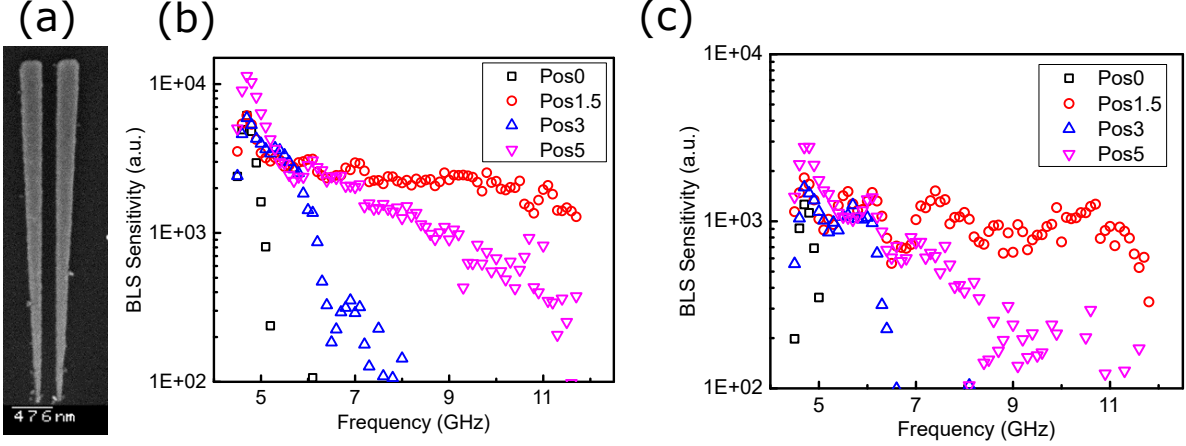 (a)
(b)
(c)
476nm
BLS Sensitivity (a.u.)
1E+04
1E+03
1E+02
5
7
9
11
Frequency (GHz)
Pos0
Pos1.5
Pos3
Pos5
BLS Sensitivity (a.u.)
1E+04
1E+03
1E+02
5
7
9
11
Frequency (GHz)
Pos0
Pos1.5
Pos3
Pos5